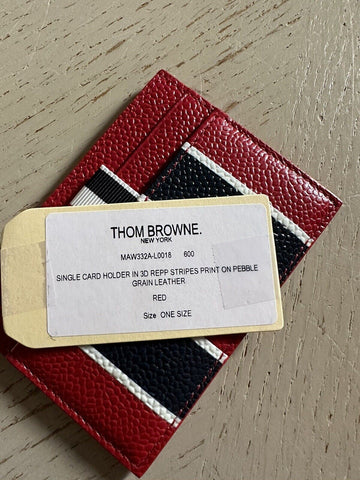 THOM BROWNE.
NEW YORK
MAW332A-L0018 600
SINGLE CARD HOLDER IN 3D REPP STRIPES PRINT ON PEBBLE
GRAIN LEATHER
RED
Size ONE SIZE